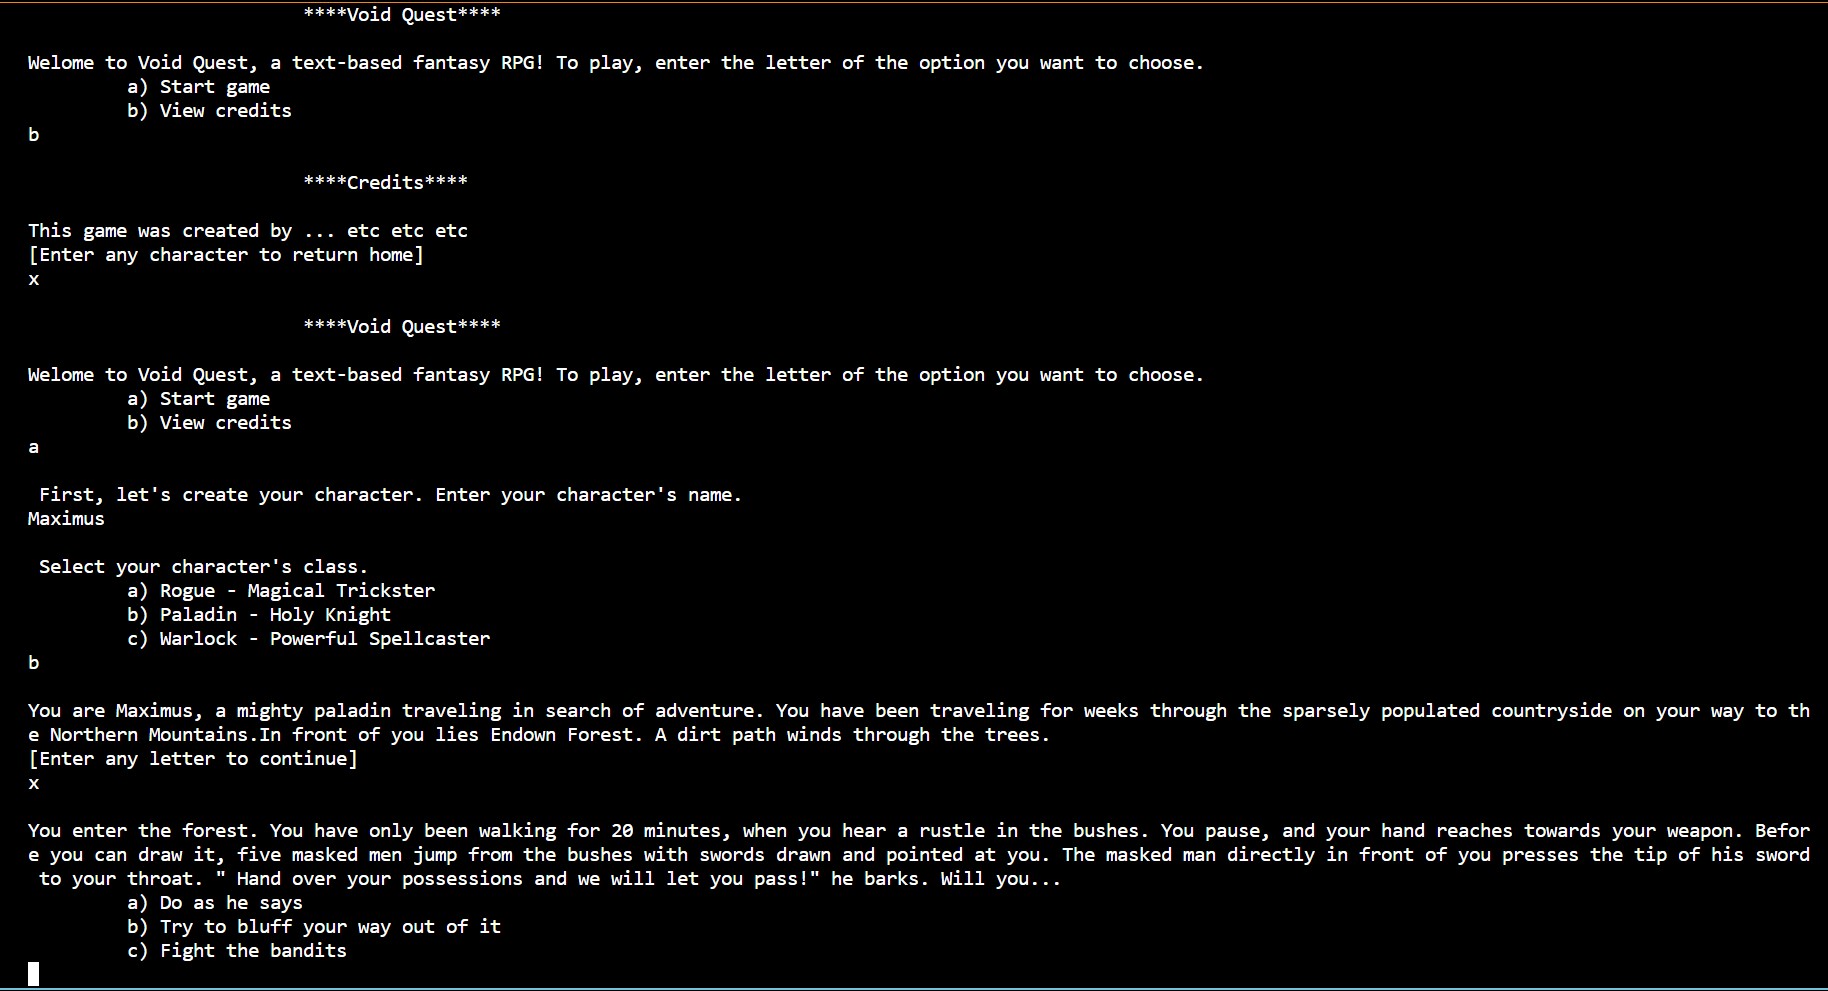 ****Void Quest****
Welome to Void Quest, a text-based fantasy RPG! To play, enter the letter of the option you want to choose.
a) Start game
b) View credits
b
****Credits****
This game was created by ... etc etc etc
[Enter any character to return home]
x
****Void Quest****
Welome to Void Quest, a text-based fantasy RPG! To play, enter the letter of the option you want to choose.
a) Start game
b) View credits
a
First, let's create your character. Enter your character's name.
Maximus
Select your character's class.
a) Rogue - Magical Trickster
b) Paladin - Holy Knight
c) Warlock - Powerful Spellcaster
b
You are Maximus, a mighty paladin traveling in search of adventure. You have been traveling for weeks through the sparsely populated countryside on your way to th
e Northern Mountains.In front of you lies Endown Forest. A dirt path winds through the trees.
[Enter any letter to continue]
x
You enter the forest. You have only been walking for 20 minutes, when you hear a rustle in the bushes. You pause, and your hand reaches towards your weapon. Befor
e you can draw it, five masked men jump from the bushes with swords drawn and pointed at you. The masked man directly in front of you presses the tip of his sword
to your throat. " Hand over your possessions and we will let you pass!" he barks. Will you...
a) Do as he says
b) Try to bluff your way out of it
c) Fight the bandits